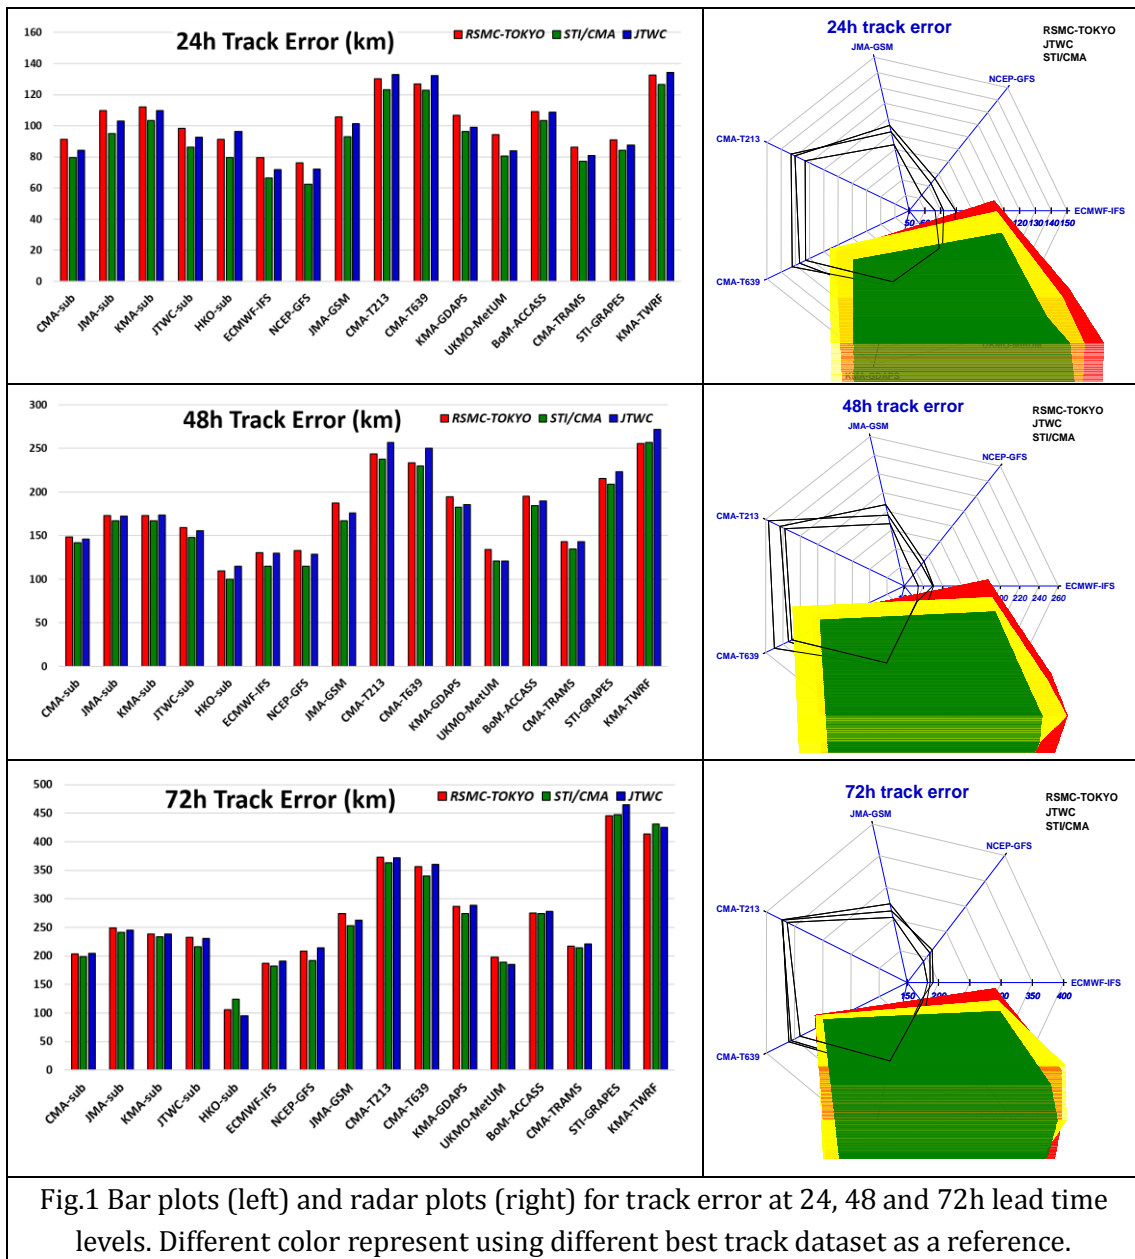 24h Track Error (km)
RSMC-TOKYO STI/CMA JTWC
160
140
120
100
80
60
40
20
0
CMA-sub JMA-sub KMA-sub JTWC-sub HKO-sub ECMWF-IFS NCEP-GFS JMA-GSM CMA-T213 CMA-T639 KMA-GDAPS UKMO-MetUM BoM-ACCASS CMA-TRAMS STI-GRAPES KMA-TWRF
24h track error
RSMC-TOKYO
JTWC
STI/CMA
JMA-GSM
NCEP-GFS
CMA-T213
ECMWF-IFS
50 60 120 130 140 150
CMA-T639
KMA-GDAPS
48h Track Error (km)
RSMC-TOKYO STI/CMA JTWC
300
250
200
150
100
50
0
CMA-sub JMA-sub KMA-sub JTWC-sub HKO-sub ECMWF-IFS NCEP-GFS JMA-GSM CMA-T213 CMA-T639 KMA-GDAPS UKMO-MetUM BoM-ACCASS CMA-TRAMS STI-GRAPES KMA-TWRF
48h track error
RSMC-TOKYO
JTWC
STI/CMA
JMA-GSM
NCEP-GFS
CMA-T213
ECMWF-IFS
200 220 240 260
CMA-T639
72h Track Error (km)
RSMC-TOKYO STI/CMA JTWC
500
450
400
350
300
250
200
150
100
50
0
CMA-sub JMA-sub KMA-sub JTWC-sub HKO-sub ECMWF-IFS NCEP-GFS JMA-GSM CMA-T213 CMA-T639 KMA-GDAPS UKMO-MetUM BoM-ACCASS CMA-TRAMS STI-GRAPES KMA-TWRF
72h track error
RSMC-TOKYO
JTWC
STI/CMA
JMA-GSM
NCEP-GFS
CMA-T213
ECMWF-IFS
150 200 300 350 400
CMA-T639
Fig.1 Bar plots (left) and radar plots (right) for track error at 24, 48 and 72h lead time
levels. Different color represent using different best track dataset as a reference.